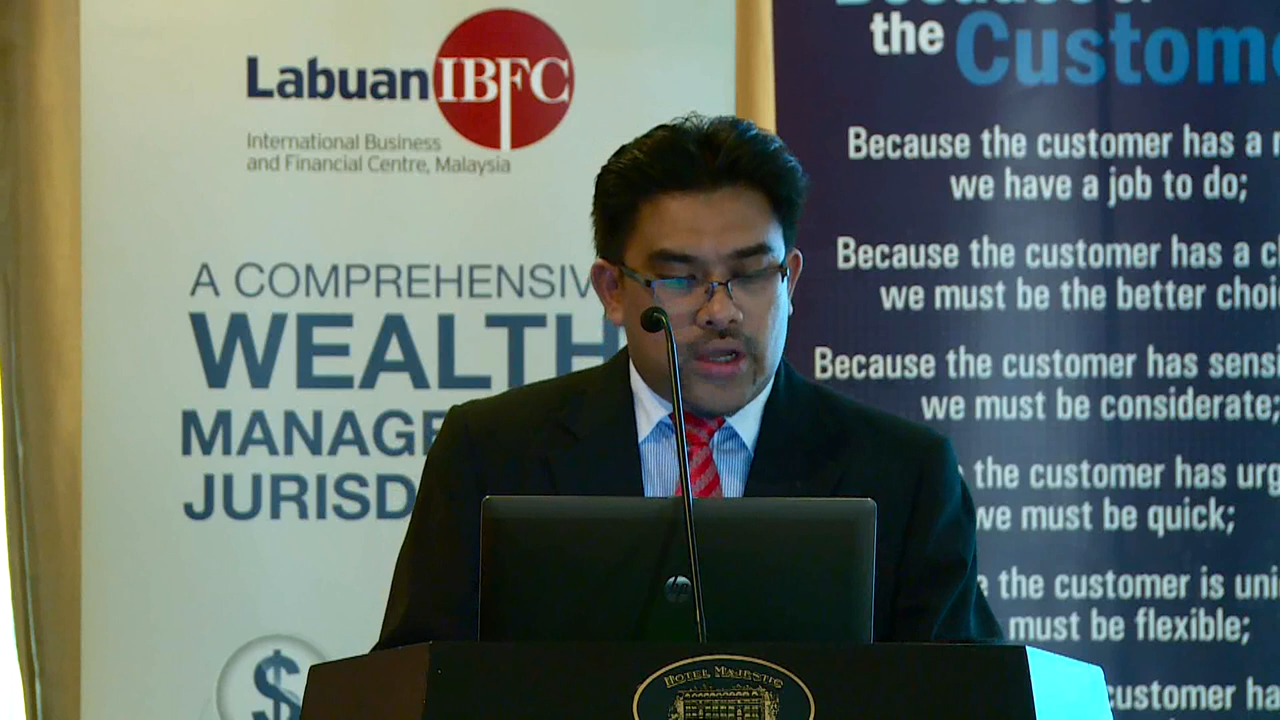 Labuan IBFC
International Business
and Financial Centre, Malaysia
A COMPREHENSIV
WEALTH
MANAGE
JURISD
$
the Custome
Because the customer has a
we have a job to do;
Because the customer has a
we must be the better choi
Because the customer has sensi
we must be considerate;
the customer has urg
we must be quick;
the customer is uni
must be flexible;
customer ha
hp
HOTEL MAJESTIC